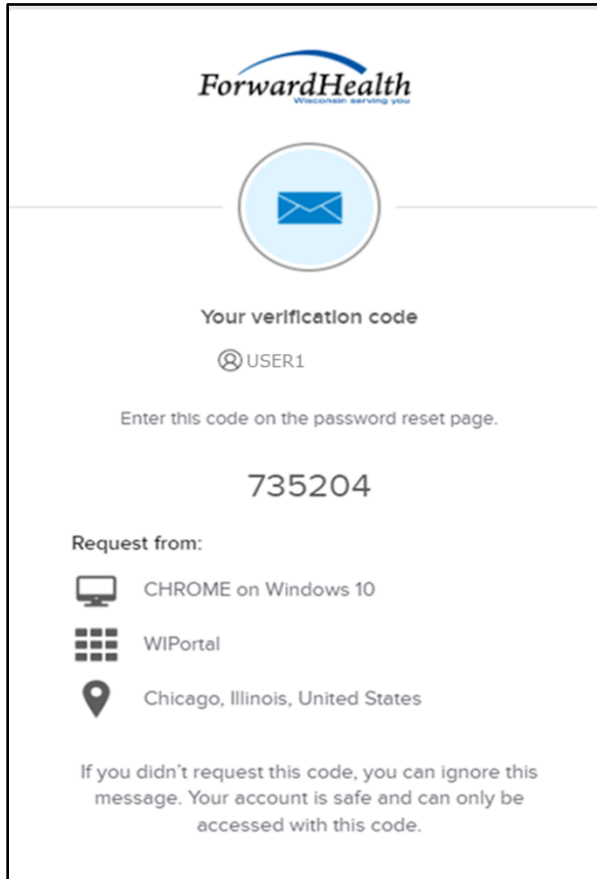 ForwardHealth
Wisconsin serving you
Your verification code
USER1
Enter this code on the password reset page.
735204
Request from:
CHROME on Windows 10
WIPortal
Chicago, Illinois, United States
If you didn't request this code, you can ignore this
message. Your account is safe and can only be
accessed with this code.